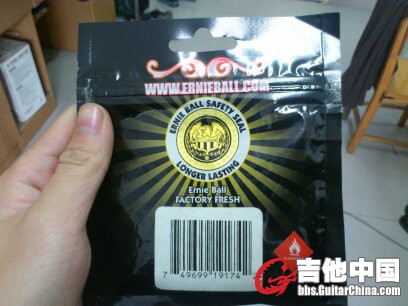 WWW.ERNIEBALL.COM
ERNIE BALL SAFETY SEAL
LONGER LASTING
Ernie Ball
FACTORY FRESH
7 49699 19174
吉他中国
bbs.GuitarChina.com